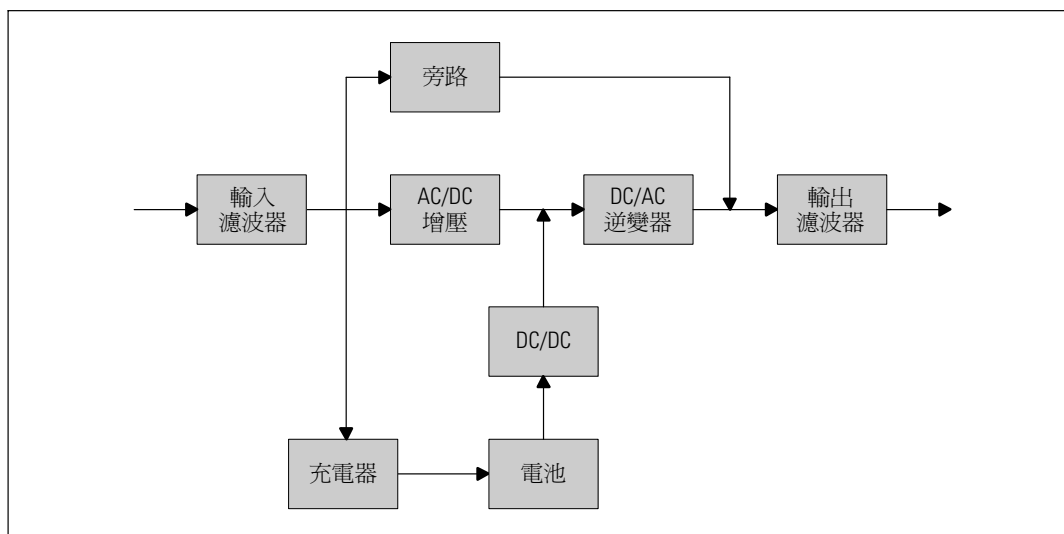 旁路
輸入
濾波器
AC/DC
增壓
DC/AC
逆變器
輸出
濾波器
DC/DC
充電器
電池